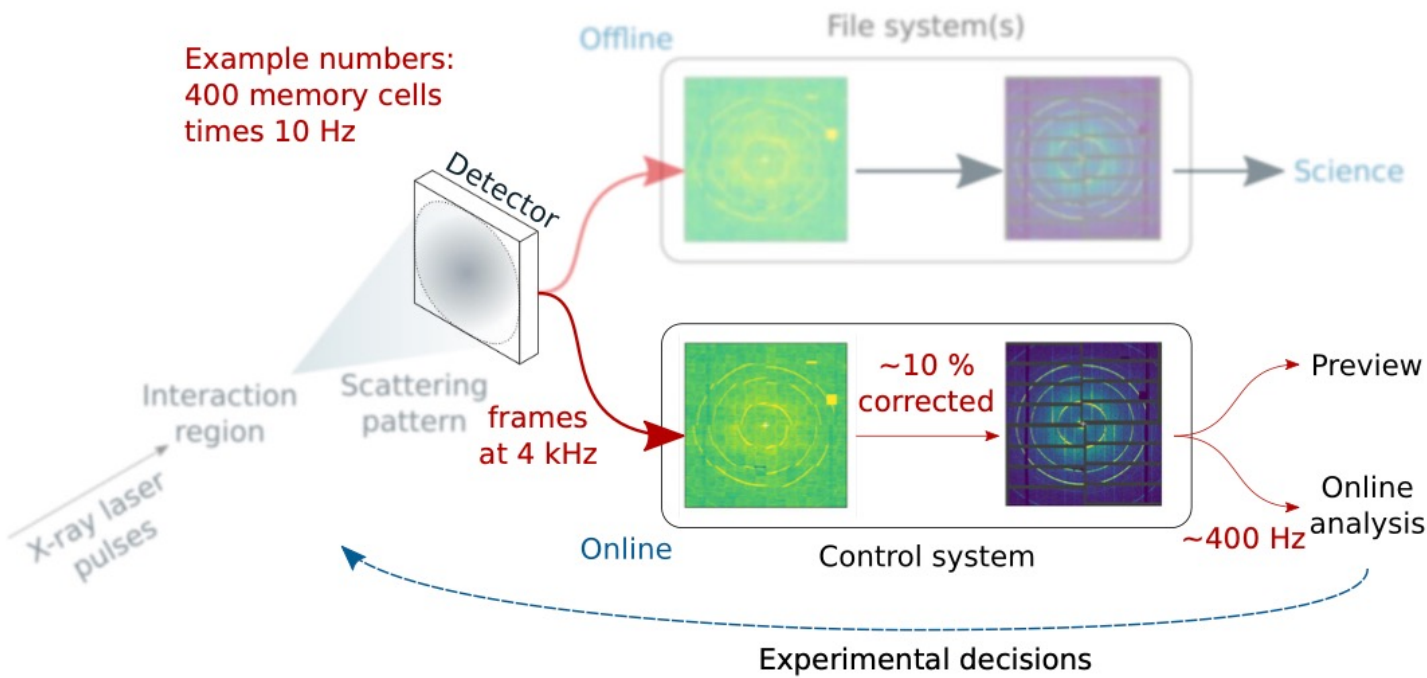 File system(s)
Offline
Example numbers:
400 memory cells
times 10 Hz
Detector
Science
Interaction
region
Scattering
pattern
X-ray laser
pulses
frames
at 4 kHz
~10 %
corrected
Preview
Online
analysis
~400 Hz
Online
Control system
Experimental decisions